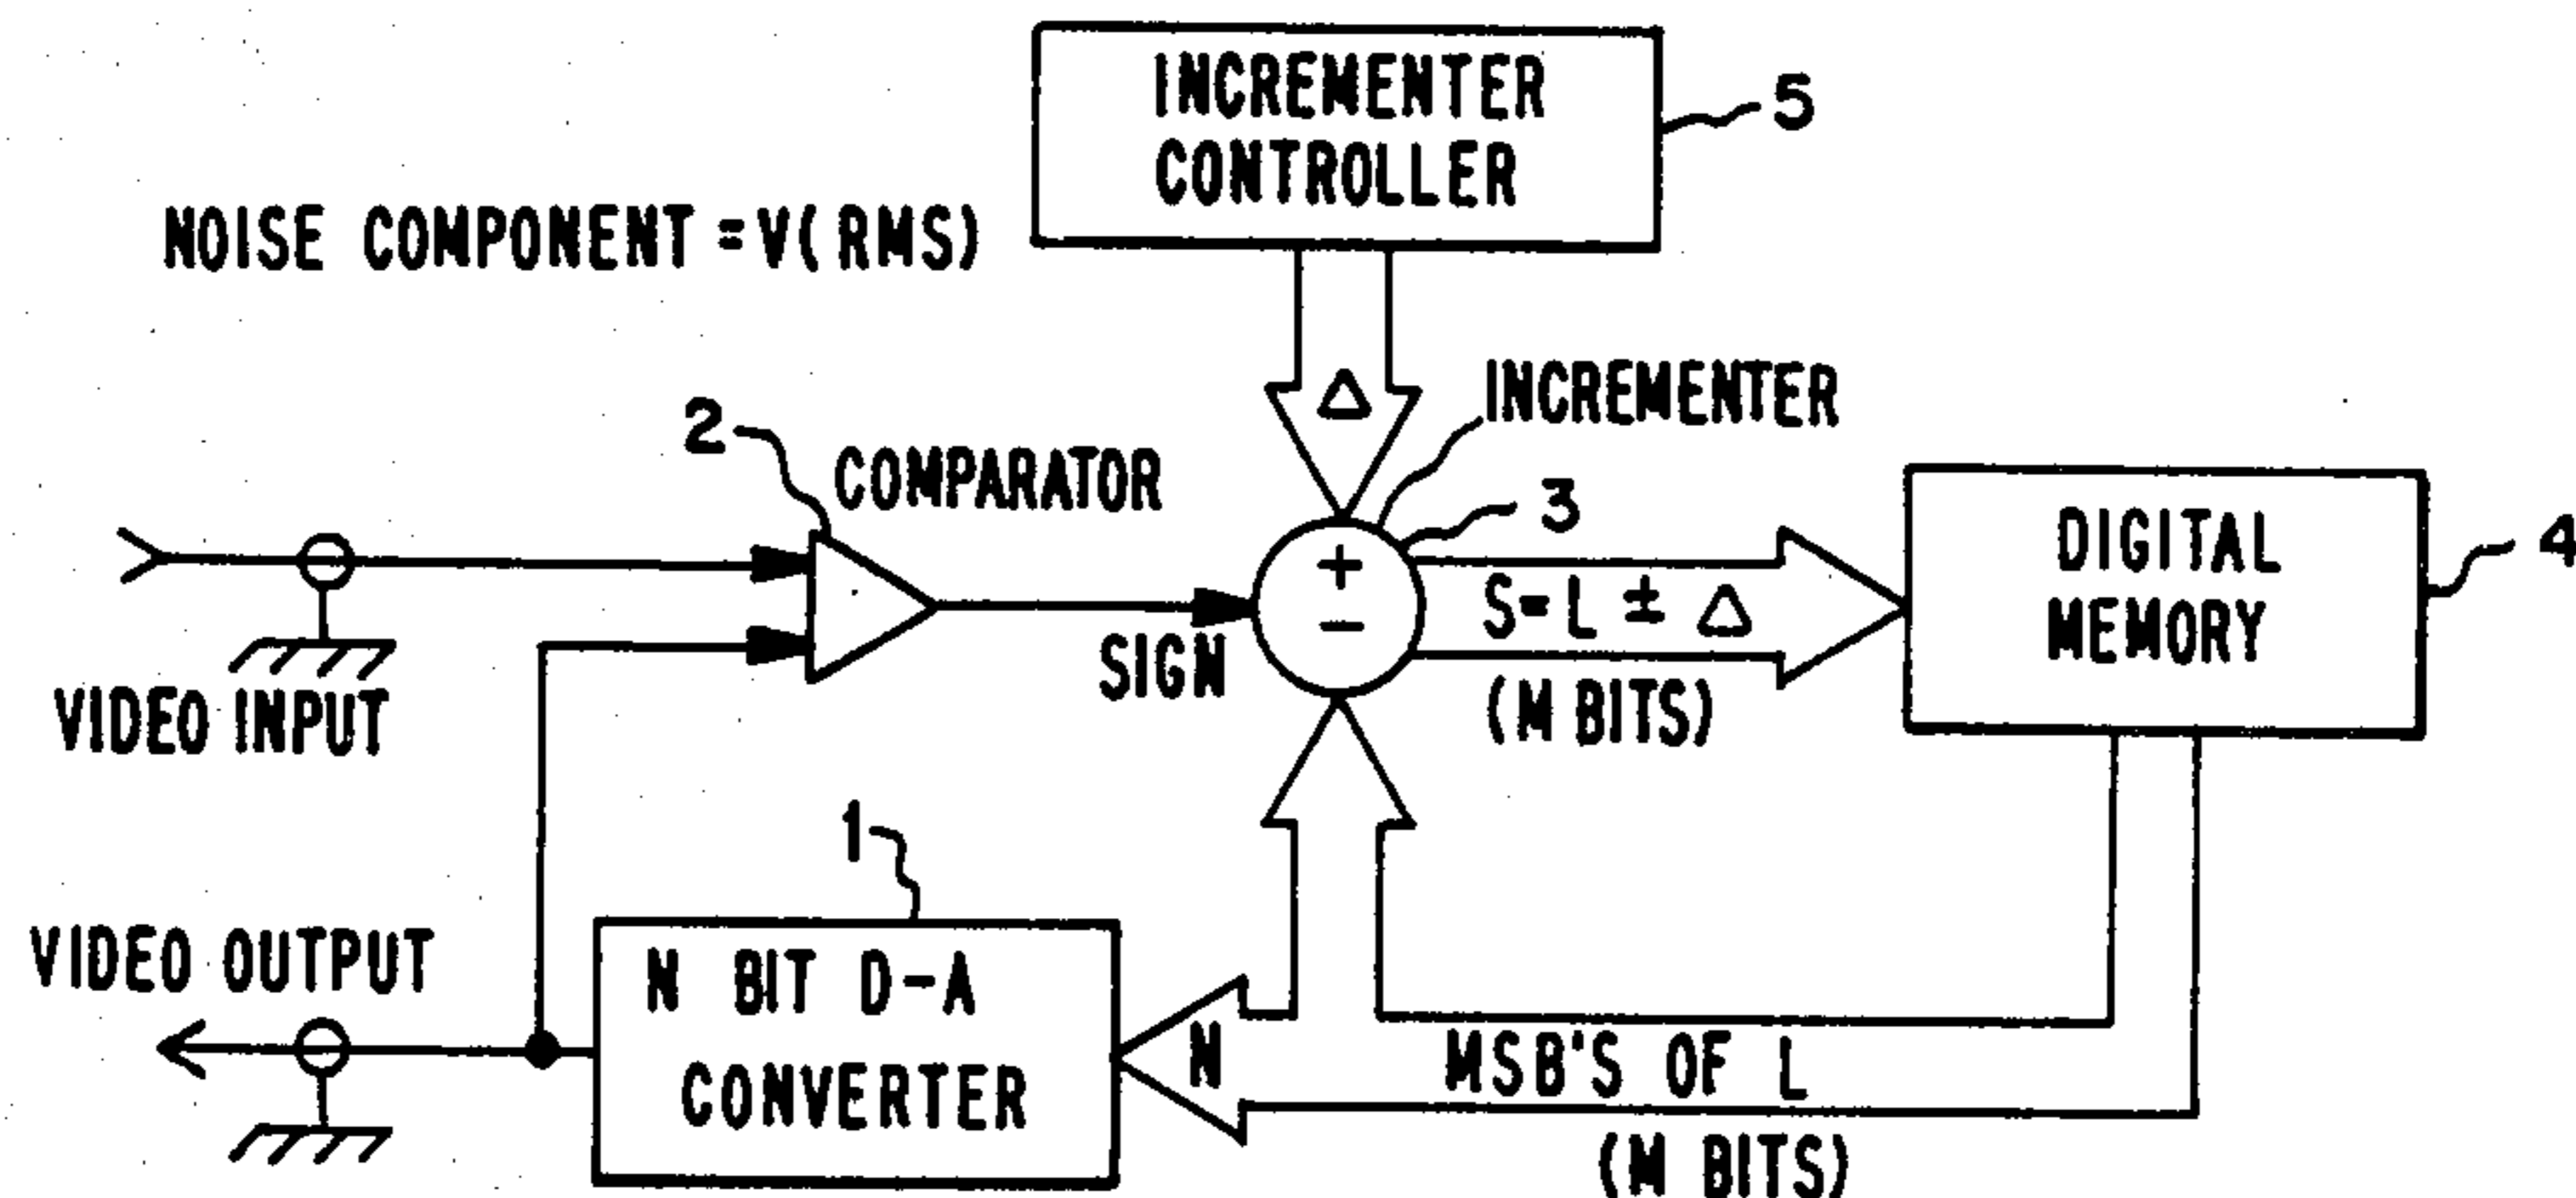 INCREMENTER
CONTROLLER
5
NOISE COMPONENT = V(RMS)
Δ
INCREMENTER
2
COMPARATOR
3
+
−
S=L ± Δ
(M BITS)
DIGITAL
MEMORY
4
SIGN
VIDEO INPUT
1
VIDEO OUTPUT
N BIT D-A
CONVERTER
N
MSB'S OF L
(M BITS)